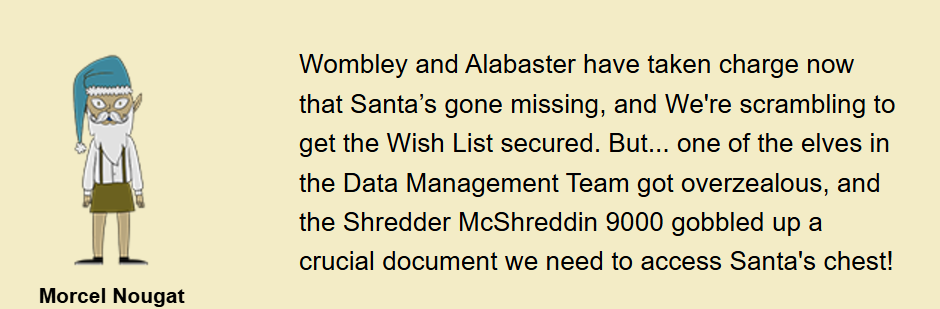 Wombley and Alabaster have taken charge now
that Santa’s gone missing, and We're scrambling to
get the Wish List secured. But... one of the elves in
the Data Management Team got overzealous, and
the Shredder McShreddin 9000 gobbled up a
crucial document we need to access Santa's chest!
Morcel Nougat